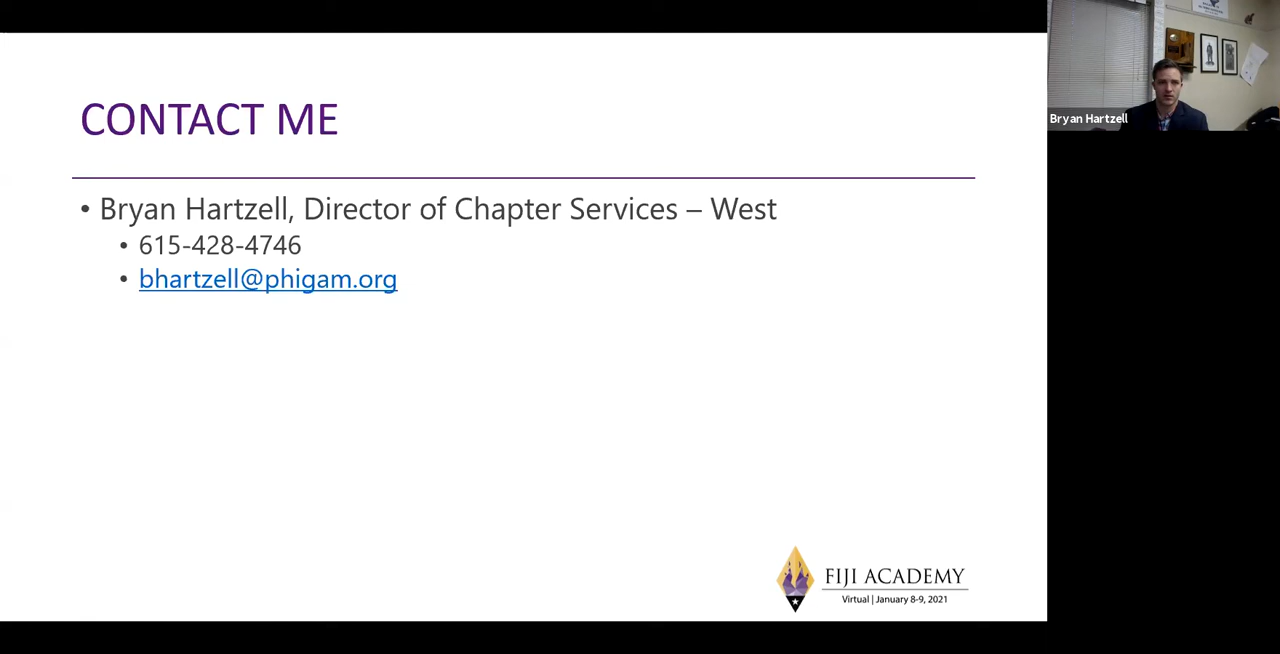 CONTACT ME
• Bryan Hartzell, Director of Chapter Services – West
• 615-428-4746
• bhartzell@phigam.org
FIJI ACADEMY
Virtual | January 8-9, 2021
Bryan Hartzell